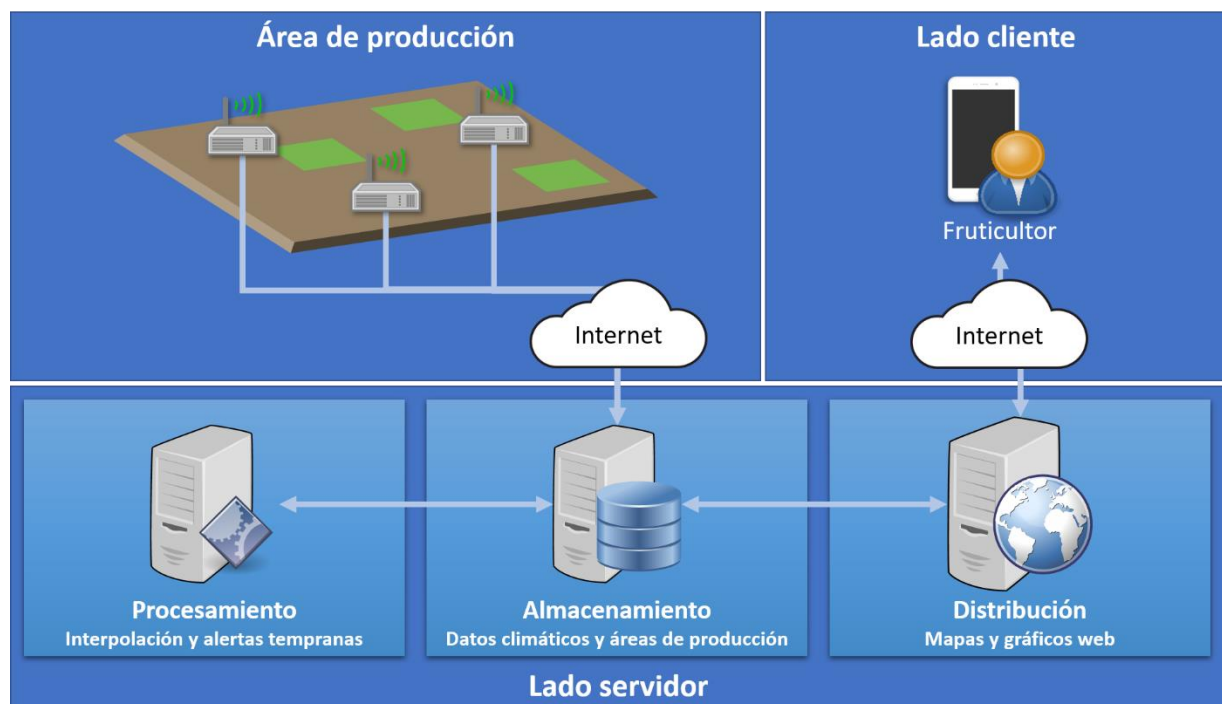 Área de producción
Lado cliente
Fruticultor
Internet
Internet
Procesamiento
Interpolación y alertas tempranas
Almacenamiento
Datos climáticos y áreas de producción
Distribución
Mapas y gráficos web
Lado servidor